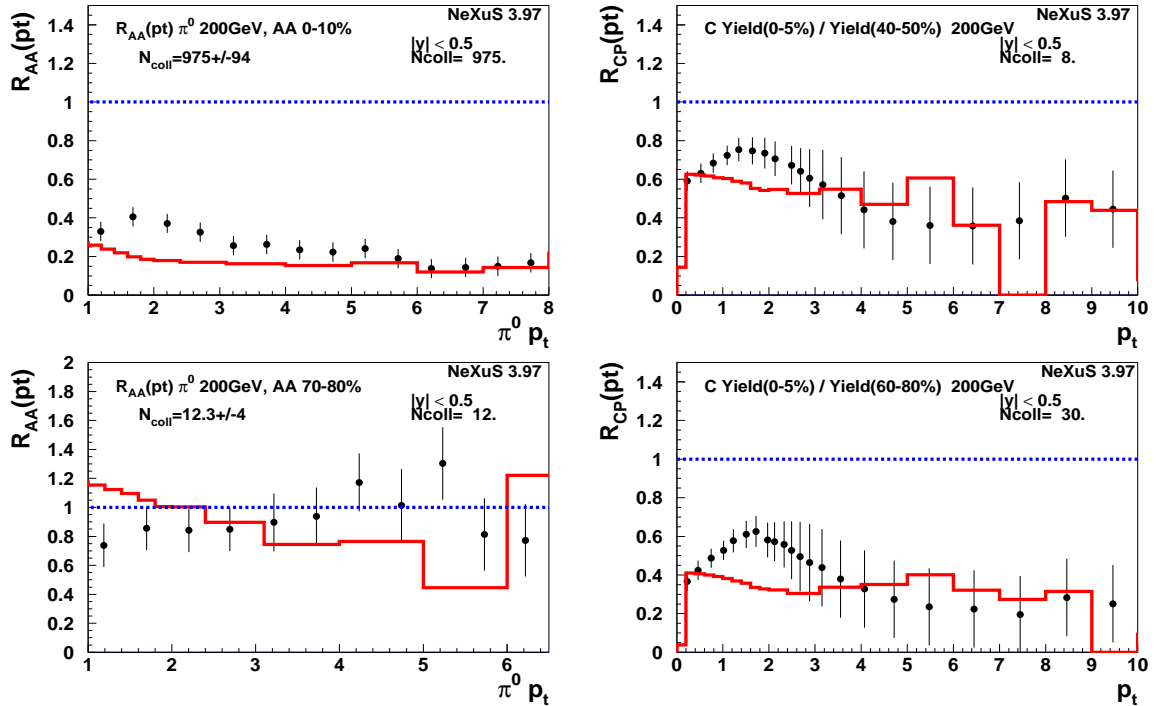 NeXuS 3.97
R_AA(pt) π⁰ 200GeV, AA 0-10%
|y| < 0.5
N_coll=975+/-94
Ncoll= 975.
R_AA(pt)
1.4
1.2
1
0.8
0.6
0.4
0.2
0
1 2 3 4 5 6 7 8
π⁰ p_t
NeXuS 3.97
C Yield(0-5%) / Yield(40-50%) 200GeV
|y| < 0.5
Ncoll= 8.
R_CP(pt)
1.4
1.2
1
0.8
0.6
0.4
0.2
0
0 1 2 3 4 5 6 7 8 9 10
p_t
NeXuS 3.97
R_AA(pt) π⁰ 200GeV, AA 70-80%
|y| < 0.5
N_coll=12.3+/-4
Ncoll= 12.
R_AA(pt)
2
1.8
1.6
1.4
1.2
1
0.8
0.6
0.4
0.2
0
1 2 3 4 5 6
π⁰ p_t
NeXuS 3.97
C Yield(0-5%) / Yield(60-80%) 200GeV
|y| < 0.5
Ncoll= 30.
R_CP(pt)
1.4
1.2
1
0.8
0.6
0.4
0.2
0
0 1 2 3 4 5 6 7 8 9 10
p_t